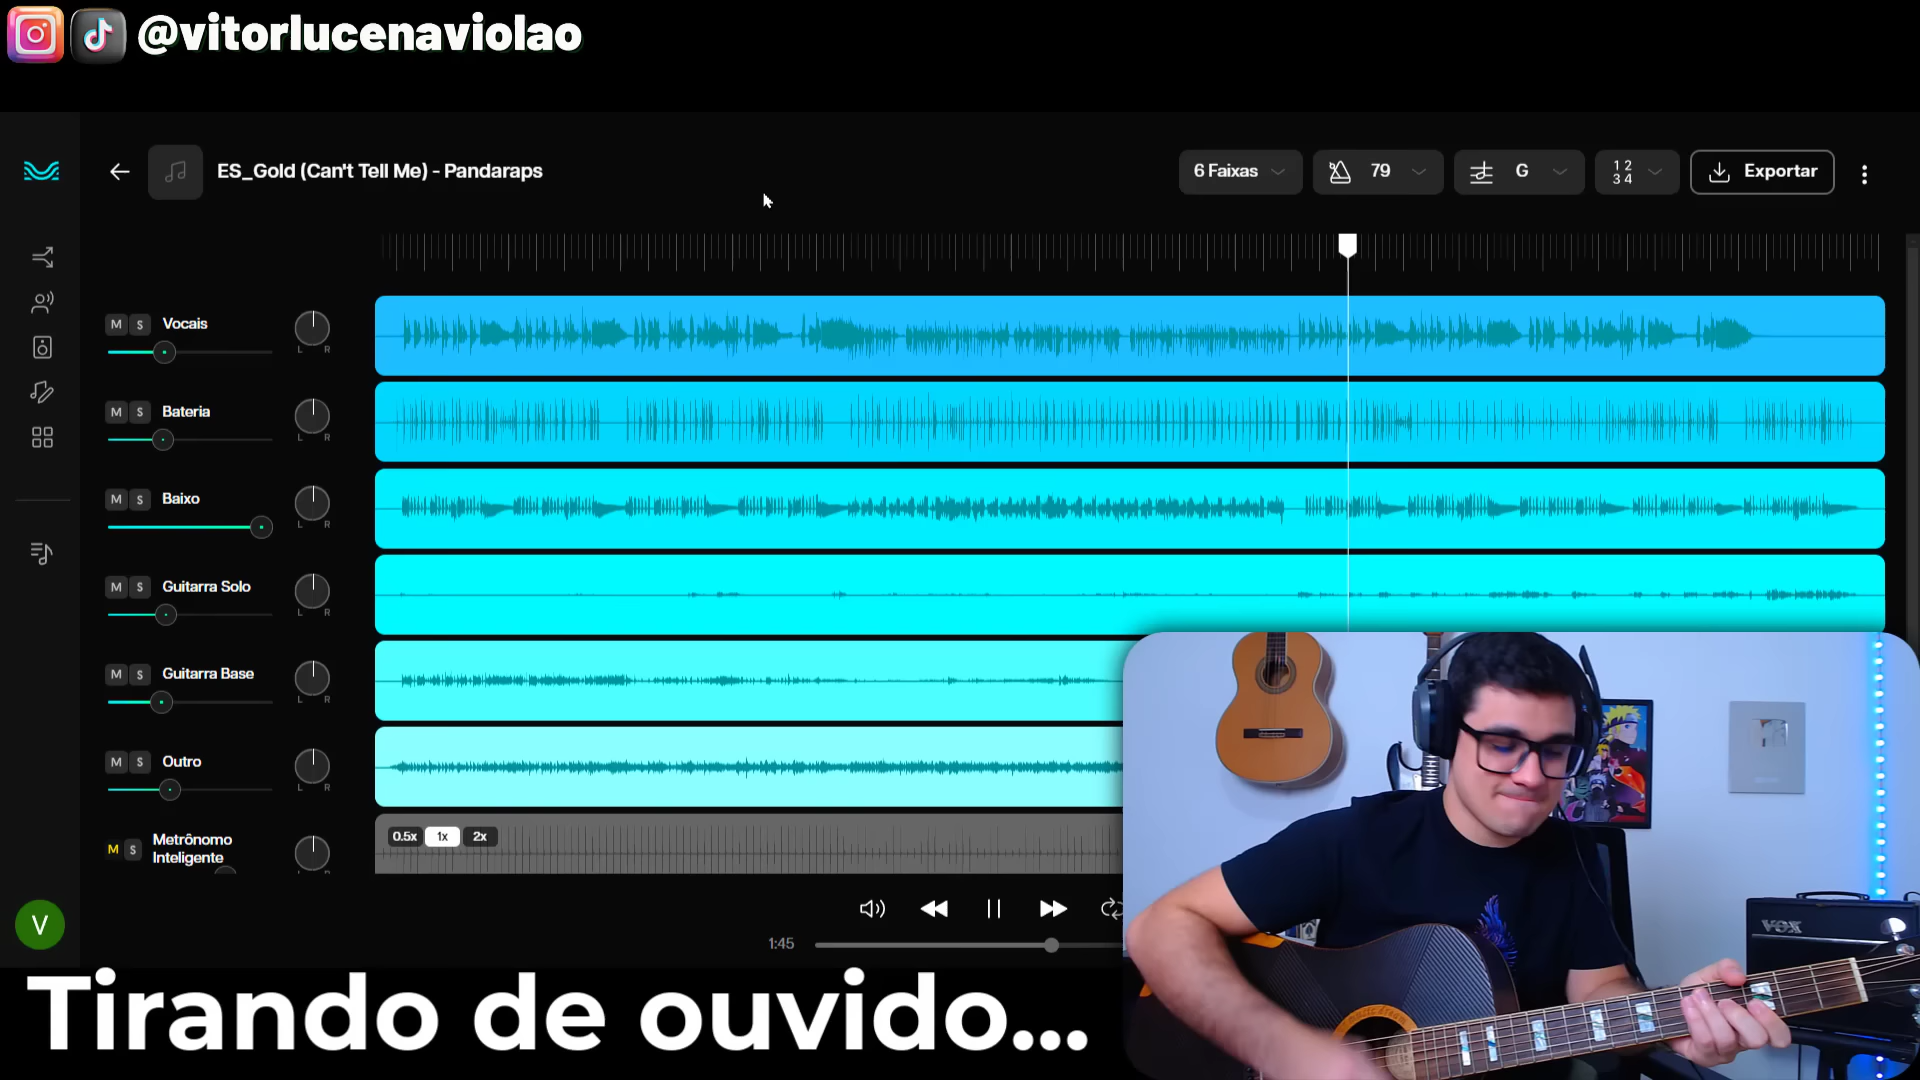 @vitorlucenaviolao
ES_Gold (Can't Tell Me) - Pandaraps
6 Faixas
79
G
1 2
3 4
Exportar
M S Vocais
L R
M S Bateria
L R
M S Baixo
L R
M S Guitarra Solo
L R
M S Guitarra Base
L R
M S Outro
L R
M S Metrônomo
Inteligente
0.5x 1x 2x
V
1:45
VOX
Tirando de ouvido...